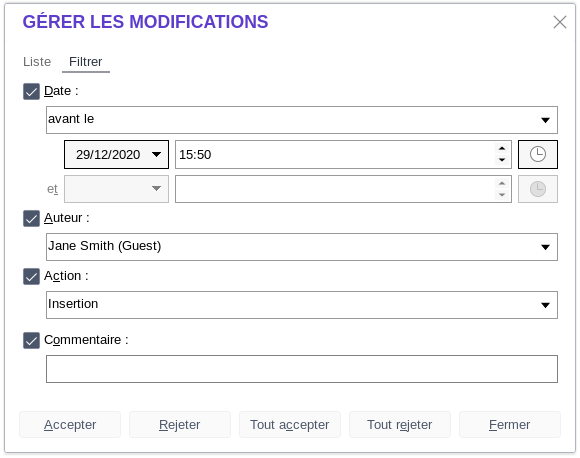 GÉRER LES MODIFICATIONS
Liste Filtrer
Date :
avant le
29/12/2020 15:50
et
Auteur :
Jane Smith (Guest)
Action :
Insertion
Commentaire :
Accepter Rejeter Tout accepter Tout rejeter Fermer